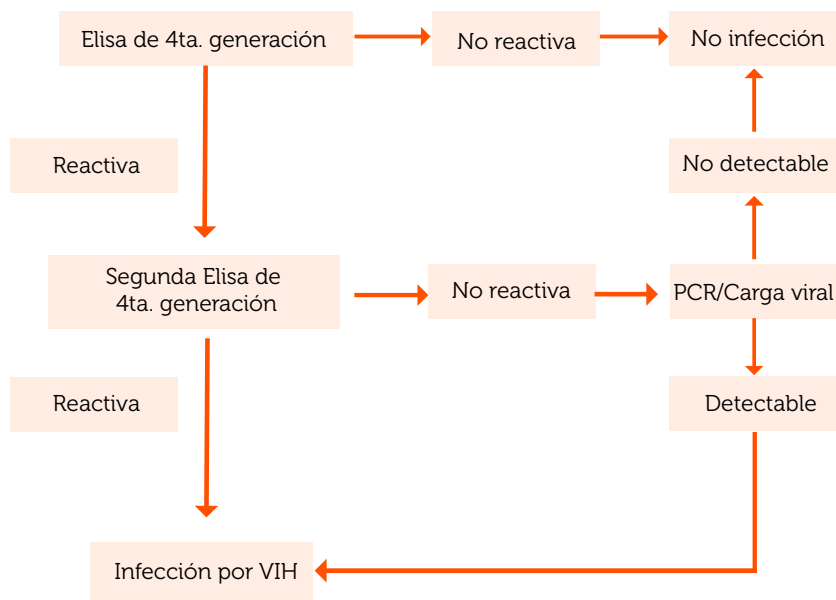 Elisa de 4ta. generación
No reactiva
No infección
Reactiva
No detectable
Segunda Elisa de
4ta. generación
No reactiva
PCR/Carga viral
Reactiva
Detectable
Infección por VIH